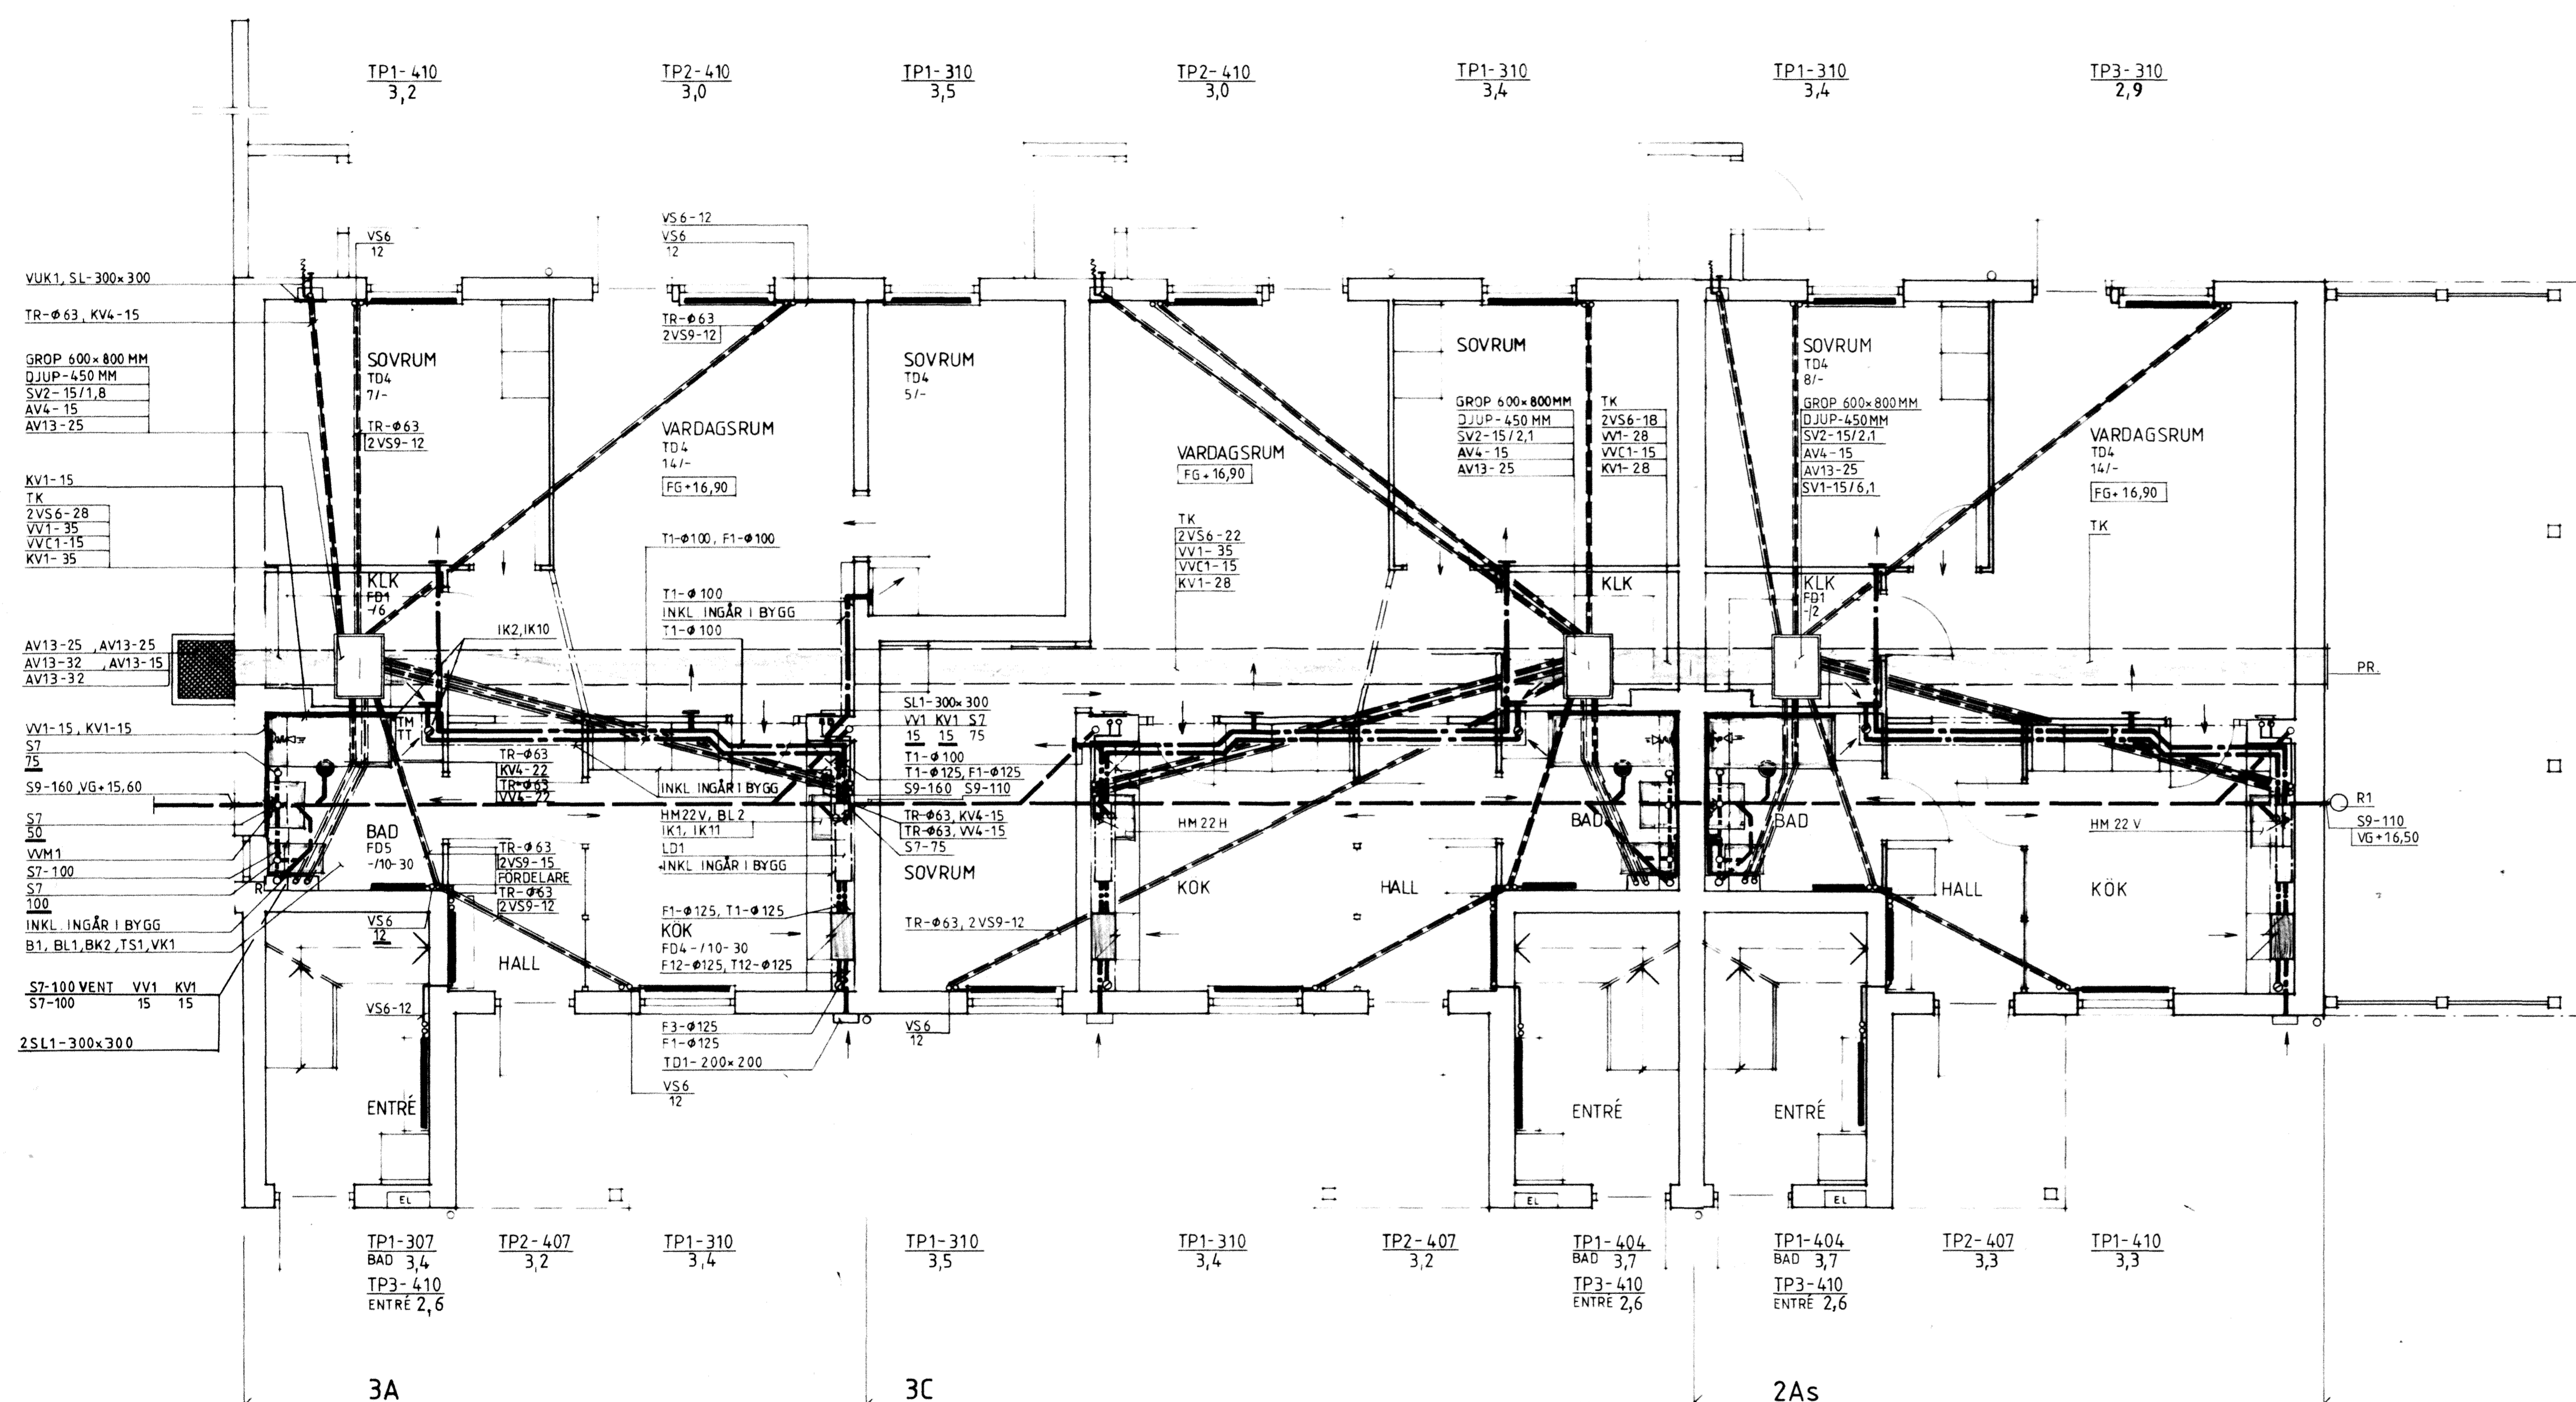 TP1-410
3,2
TP2-410
3,0
TP1-310
3,5
TP2-410
3,0
TP1-310
3,4
TP1-310
3,4
TP3-310
2,9
VS6-12
VS6
12
VS6
12
VUK1, SL-300x300
TR-Φ63, KV4-15
GROP 600x800 MM
DJUP-450 MM
SV2-15/1,8
AV4-15
AV13-25
KV1-15
TK
2VS6-28
VV1-35
VVC1-15
KV1-35
AV13-25 ,AV13-25
AV13-32 ,AV13-15
AV13-32
VV1-15, KV1-15
S7
75
S9-160,VG+15,60
S7
50
VVM1
S7-100
S7
100
INKL. INGÅR I BYGG
B1, BL1,BK2,TS1,VK1
S7-100 VENT VV1 KV1
S7-100 15 15
2SL1-300x300
SOVRUM
TD4
7/-
TR-Φ63
2VS9-12
KLK
FD1
-/6
TM
TT
R
BAD
FD5
-/10-30
VS6
12
VS6-12
ENTRÉ
EL
IK2,IK10
TR-Φ63
KV4-22
TR-Φ63
VV4-22
TR-Φ63
2VS9-15
FÖRDELARE
TR-Φ63
2VS9-12
HALL
TR-Φ63
2VS9-12
VARDAGSRUM
TD4
14/-
FG+16,90
T1-Φ100, F1-Φ100
T1-Φ100
INKL INGÅR I BYGG
T1-Φ100
INKL INGÅR I BYGG
HM22V, BL2
IK1, IK11
LD1
INKL INGÅR I BYGG
F1-Φ125, T1-Φ125
KÖK
FD4-/10-30
F12-Φ125, T12-Φ125
F3-Φ125
F1-Φ125
TD1-200x200
VS6
12
SOVRUM
TD4
5/-
SL1-300x300
VV1 KV1 S7
15 15 75
T1-Φ100
T1-Φ125, F1-Φ125
S9-160 S9-110
TR-Φ63, KV4-15
TR-Φ63, VV4-15
S7-75
SOVRUM
TR-Φ63, 2VS9-12
VS6
12
VARDAGSRUM
FG+16,90
TK
2VS6-22
VV1-35
VVC1-15
KV1-28
HM22H
KÖK
HALL
SOVRUM
GROP 600x800MM
DJUP-450 MM
SV2-15/2,1
AV4-15
AV13-25
TK
2VS6-18
VV1-28
VVC1-15
KV1-28
KLK
BAD
ENTRÉ
EL
SOVRUM
TD4
8/-
GROP 600x800MM
DJUP-450MM
SV2-15/2,1
AV4-15
AV13-25
SV1-15/6,1
KLK
FD1
-/2
BAD
ENTRÉ
EL
HALL
VARDAGSRUM
TD4
14/-
FG+16,90
TK
HM 22 V
KÖK
PR.
R1
S9-110
VG+16,50
TP1-307
BAD 3,4
TP3-410
ENTRÉ 2,6
TP2-407
3,2
TP1-310
3,4
TP1-310
3,5
TP1-310
3,4
TP2-407
3,2
TP1-404
BAD 3,7
TP3-410
ENTRÉ 2,6
TP1-404
BAD 3,7
TP3-410
ENTRÉ 2,6
TP2-407
3,3
TP1-410
3,3
3A
3C
2As